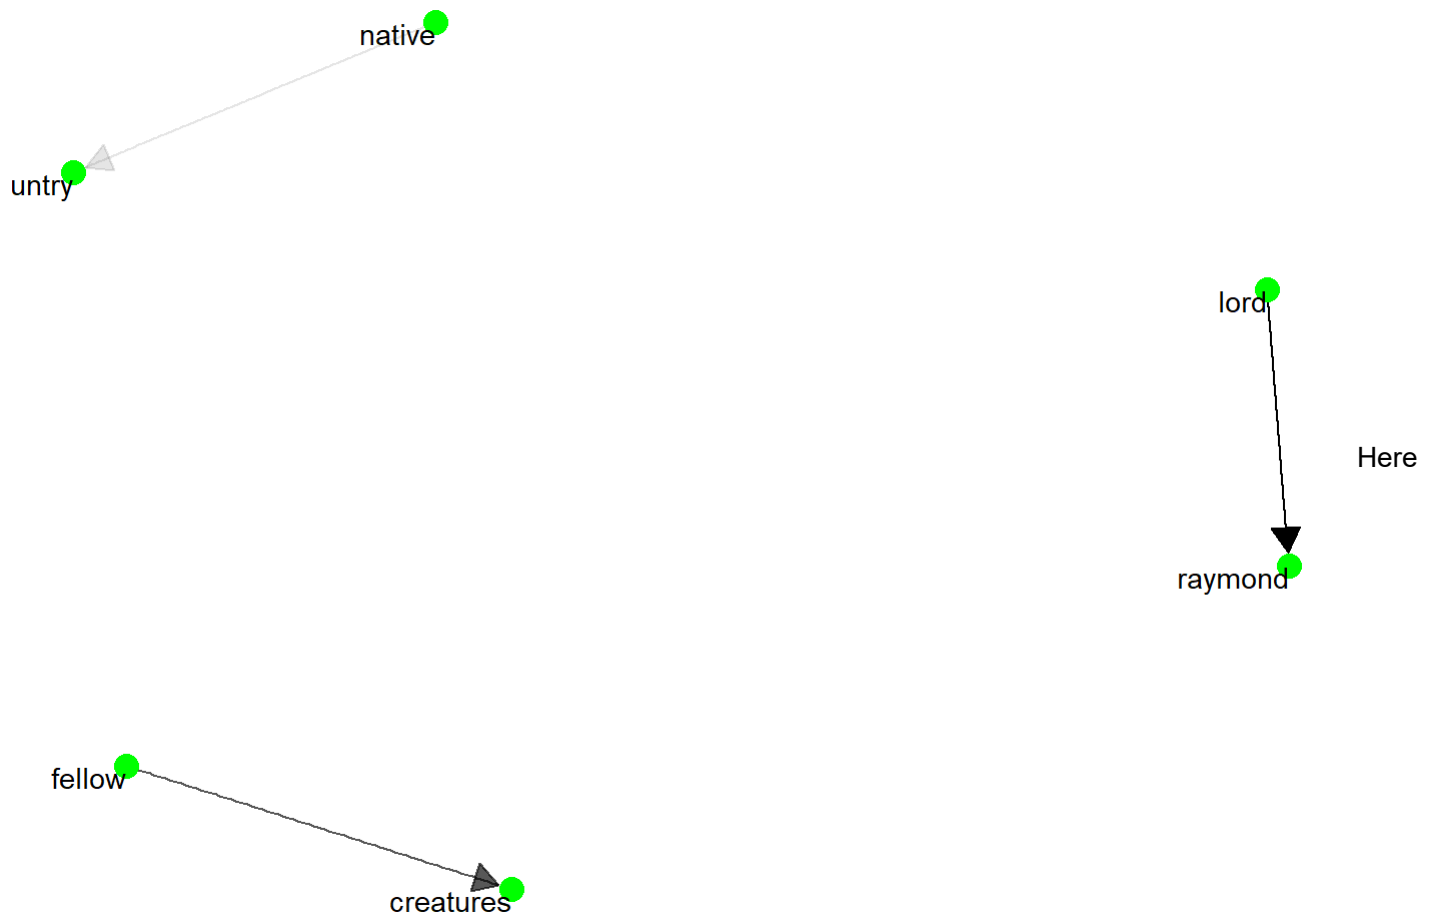 native
untry
lord
Here
raymond
fellow
creatures